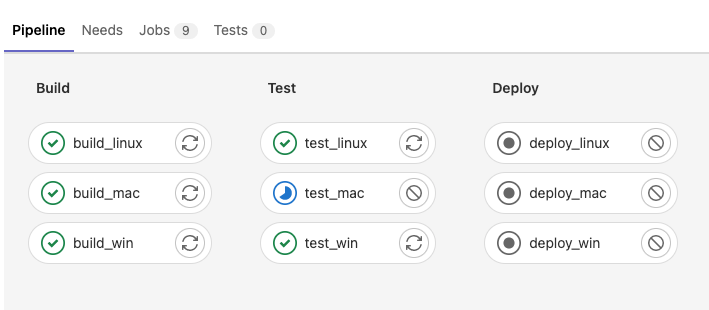 Pipeline Needs Jobs 9 Tests 0
Build Test Deploy
build_linux test_linux deploy_linux
build_mac test_mac deploy_mac
build_win test_win deploy_win